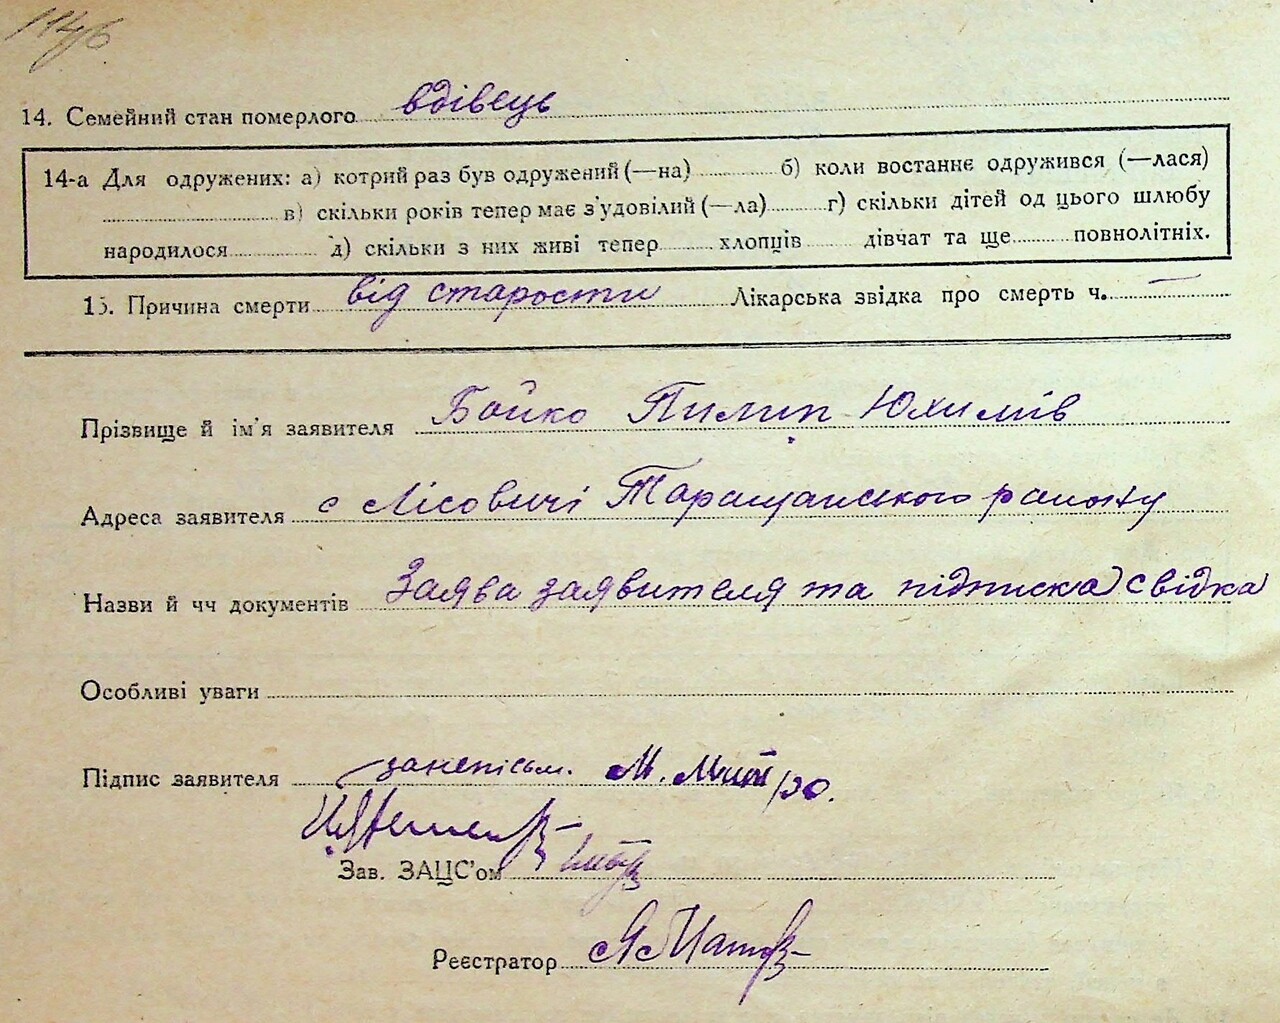 114б
14. Семейний стан померлого вдівець
14-а Для одружених: а) котрий раз був одружений (—на) б) коли востаннє одружився (—лася)
в) скільки років тепер має з'удовілий (—ла) г) скільки дітей од цього шлюбу
народилося д) скільки з них живі тепер хлопців дівчат та ще повнолітніх.
15. Причина смерти від старости Лікарська звідка про смерть ч. —
Прізвище й ім'я заявителя Бойко Пилип Юхимів
Адреса заявителя с Лісовичі Таращанського району
Назви й чч документів Заява заявителя та підписка свідка
Особливі уваги
Підпис заявителя М.
Зав. ЗАЦС'ом
Реєстратор